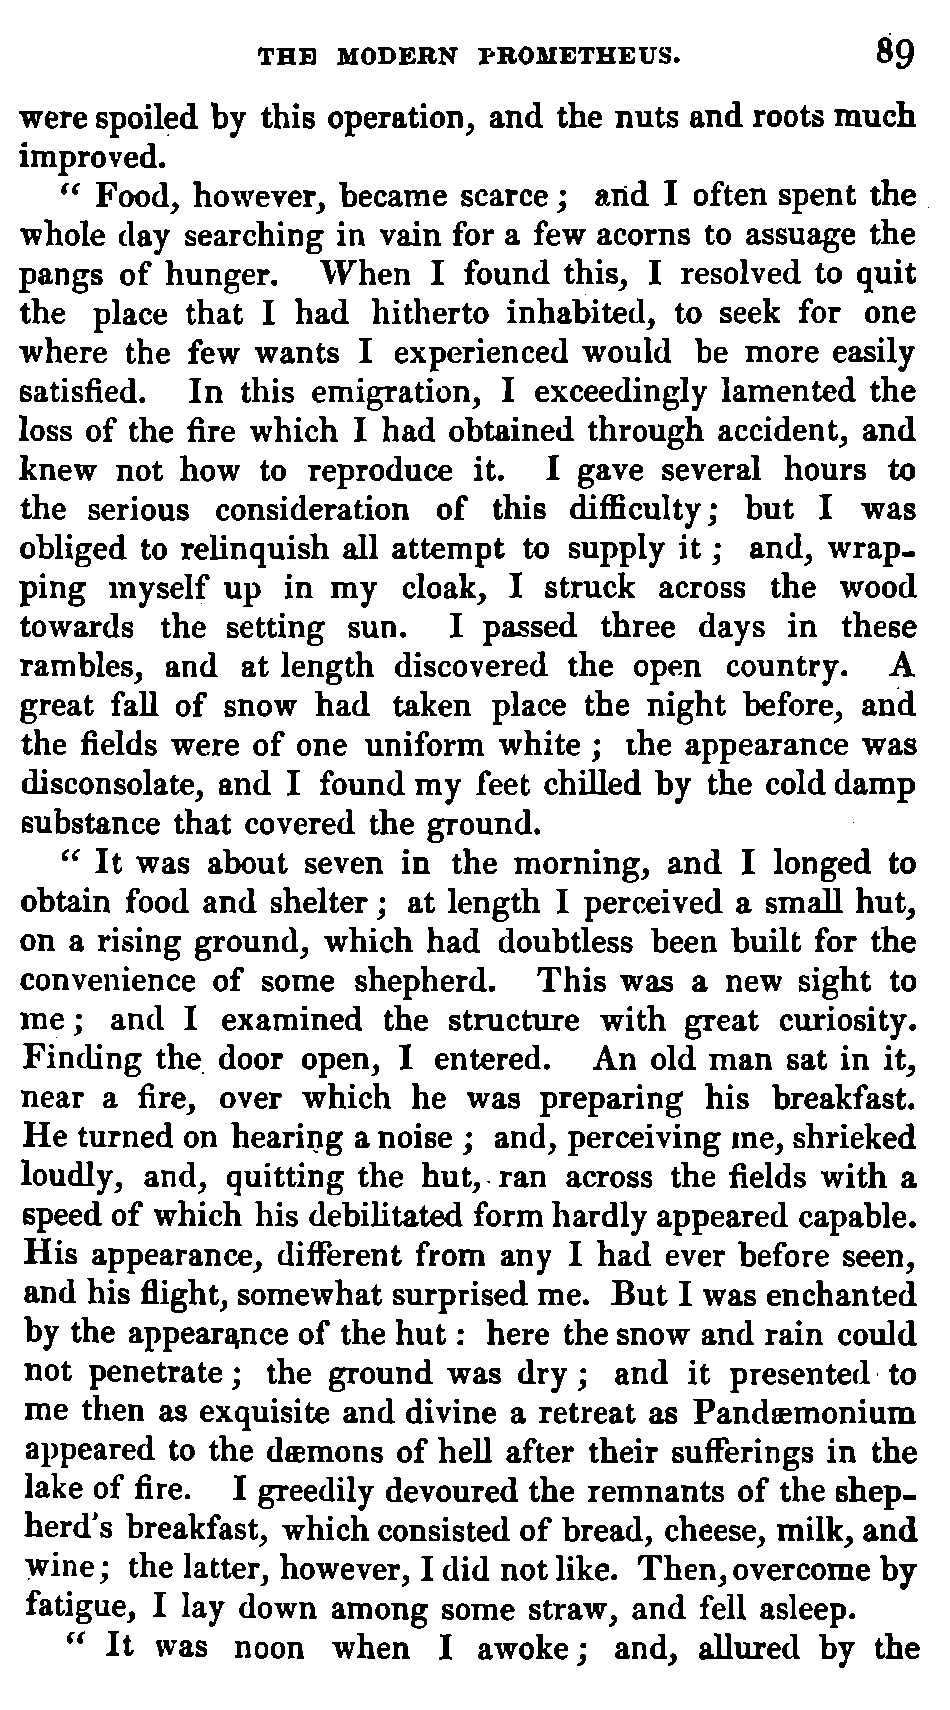 THE MODERN PROMETHEUS. 89
were spoiled by this operation, and the nuts and roots much
improved.
“ Food, however, became scarce ; and I often spent the
whole day searching in vain for a few acorns to assuage the
pangs of hunger. When I found this, I resolved to quit
the place that I had hitherto inhabited, to seek for one
where the few wants I experienced would be more easily
satisfied. In this emigration, I exceedingly lamented the
loss of the fire which I had obtained through accident, and
knew not how to reproduce it. I gave several hours to
the serious consideration of this difficulty ; but I was
obliged to relinquish all attempt to supply it ; and, wrap-
ping myself up in my cloak, I struck across the wood
towards the setting sun. I passed three days in these
rambles, and at length discovered the open country. A
great fall of snow had taken place the night before, and
the fields were of one uniform white ; the appearance was
disconsolate, and I found my feet chilled by the cold damp
substance that covered the ground.
“ It was about seven in the morning, and I longed to
obtain food and shelter ; at length I perceived a small hut,
on a rising ground, which had doubtless been built for the
convenience of some shepherd. This was a new sight to
me ; and I examined the structure with great curiosity.
Finding the door open, I entered. An old man sat in it,
near a fire, over which he was preparing his breakfast.
He turned on hearing a noise ; and, perceiving me, shrieked
loudly, and, quitting the hut, ran across the fields with a
speed of which his debilitated form hardly appeared capable.
His appearance, different from any I had ever before seen,
and his flight, somewhat surprised me. But I was enchanted
by the appearance of the hut : here the snow and rain could
not penetrate ; the ground was dry ; and it presented to
me then as exquisite and divine a retreat as Pandæmonium
appeared to the dæmons of hell after their sufferings in the
lake of fire. I greedily devoured the remnants of the shep-
herd's breakfast, which consisted of bread, cheese, milk, and
wine ; the latter, however, I did not like. Then, overcome by
fatigue, I lay down among some straw, and fell asleep.
“ It was noon when I awoke ; and, allured by the